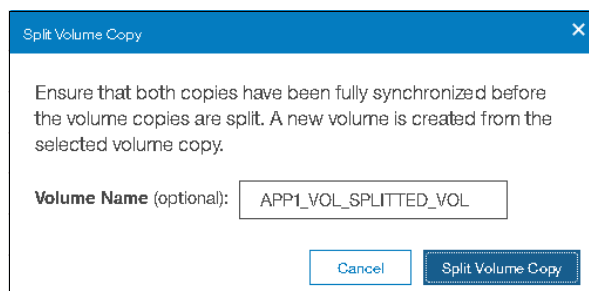 Split Volume Copy
Ensure that both copies have been fully synchronized before
the volume copies are split. A new volume is created from the
selected volume copy.
Volume Name (optional): APP1_VOL_SPLITTED_VOL
Cancel Split Volume Copy